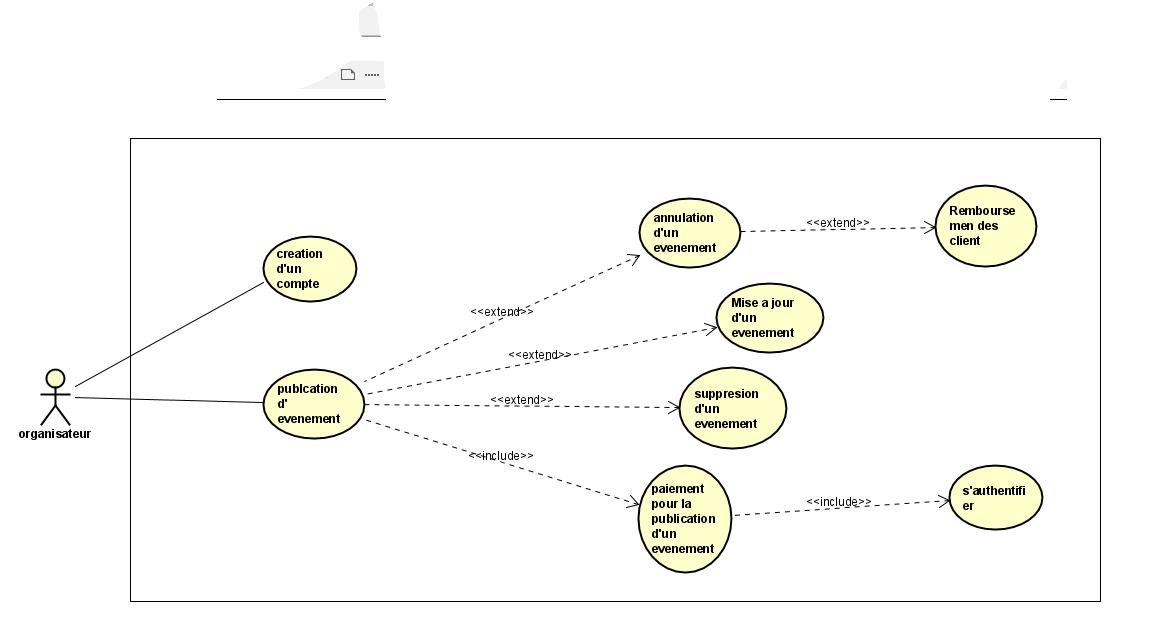 annulation
d'un
evenement
<<extend>>
Rembourse
men des
client
creation
d'un
compte
<<extend>>
Mise a jour
d'un
evenement
<<extend>>
publcation
d'
evenement
<<extend>>
suppresion
d'un
evenement
organisateur
<<include>>
paiement
pour la
publication
d'un
evenement
<<include>>
s'authentifi
er